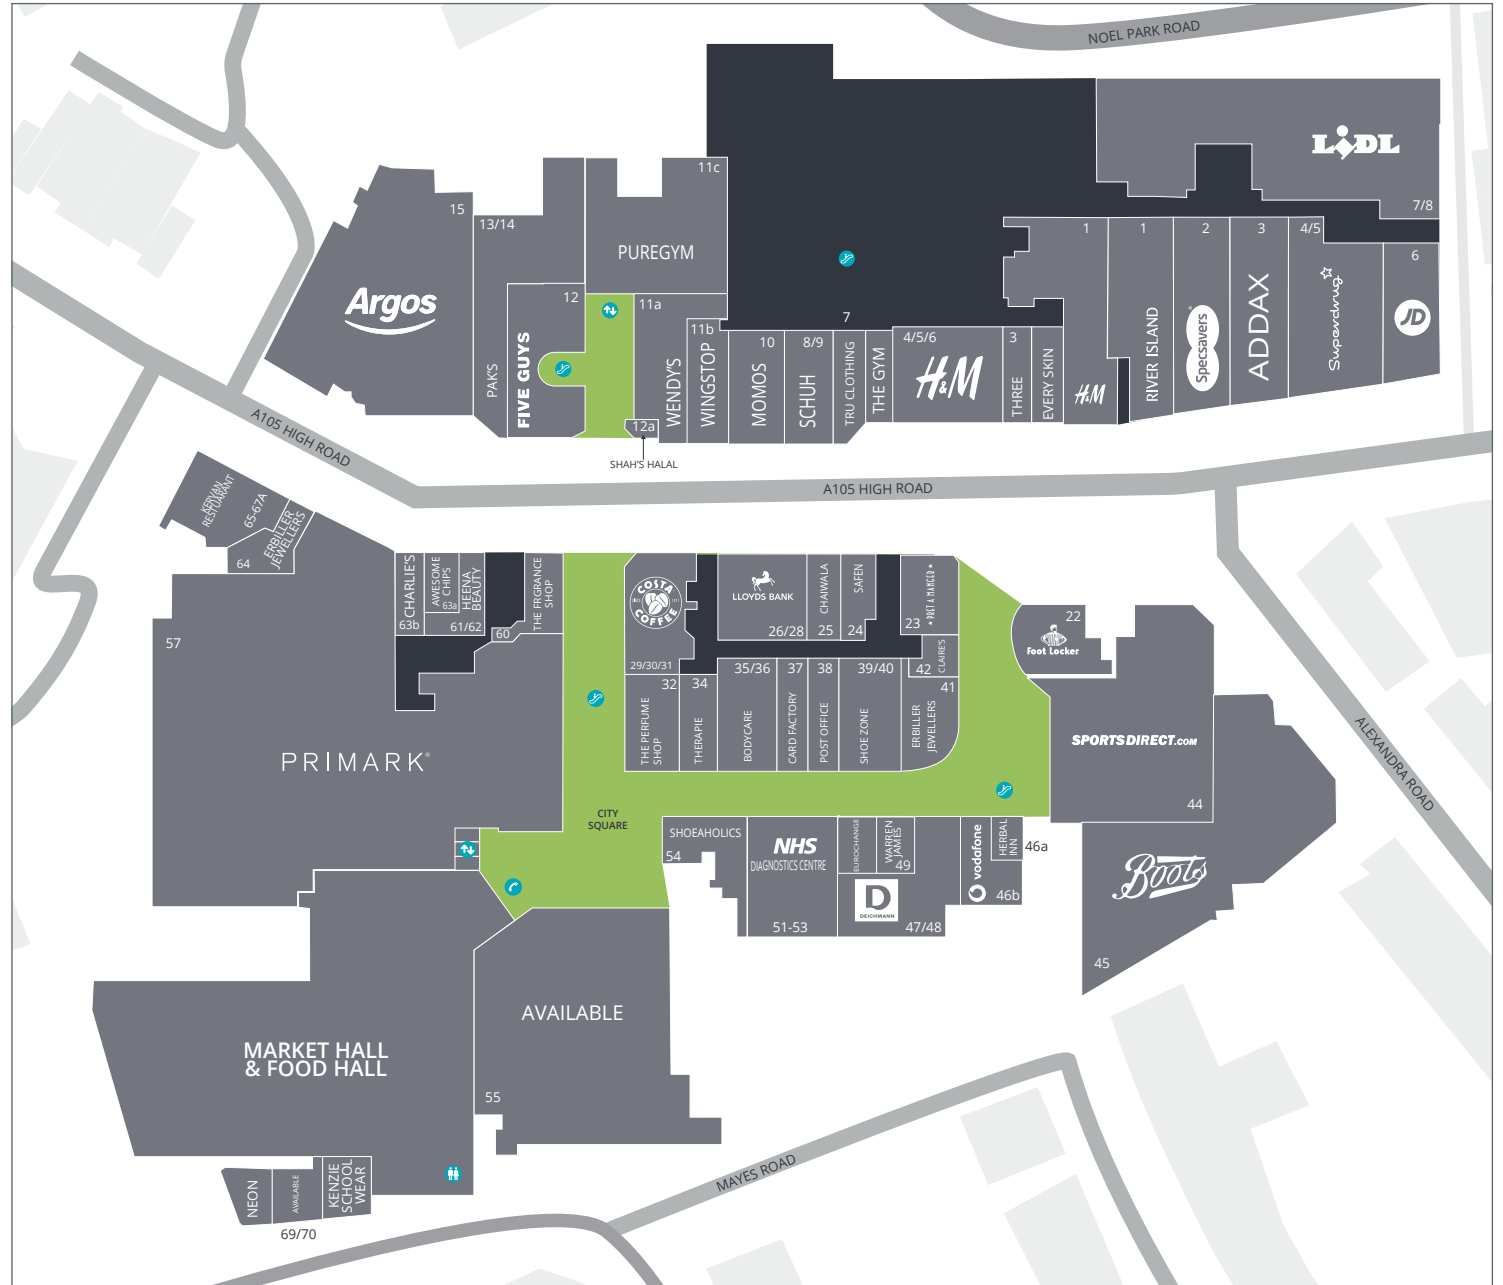 NOEL PARK ROAD
LIDL
7/8
11c
PUREGYM
15
13/14
Argos
12
FIVE GUYS
PAK'S
11a
WENDY'S
11b
WINGSTOP
12a
SHAH'S HALAL
10
MOMOS
8/9
SCHUH
7
TRU CLOTHING
THE GYM
4/5/6
H&M
3
THREE
EVERY SKIN
1
H&M
1
RIVER ISLAND
2
Specsavers
3
ADDAX
4/5
Superdrug
6
JD
A105 HIGH ROAD
A105 HIGH ROAD
KERVAN
RESTUARANT
65-67A
64
ERBILLER
JEWELLERS
57
PRIMARK
CHARLIE'S
63b
AWESOME
CHIPS
63a
HEENA
BEAUTY
61/62
60
THE FRGRANCE
SHOP
COSTA
COFFEE
29/30/31
LLOYDS BANK
26/28
CHAIWALA
25
SAFEN
24
PRET A MANGER
23
CLAIRE'S
42
22
Foot Locker
32
THE PERFUME
SHOP
34
THERAPIE
35/36
BODYCARE
37
CARD FACTORY
38
POST OFFICE
39/40
SHOE ZONE
41
ERBILLER
JEWELLERS
SPORTSDIRECT.COM
44
ALEXANDRA ROAD
CITY
SQUARE
SHOEAHOLICS
54
NHS
DIAGNOSTICS CENTRE
51-53
EUROCHANGE
WARREN
JAMES
49
D
DEICHMANN
47/48
vodafone
46b
HERBAL
INN
46a
Boots
45
AVAILABLE
55
MARKET HALL
& FOOD HALL
NEON
AVAILABLE
KENZIE
SCHOOL
WEAR
69/70
MAYES ROAD